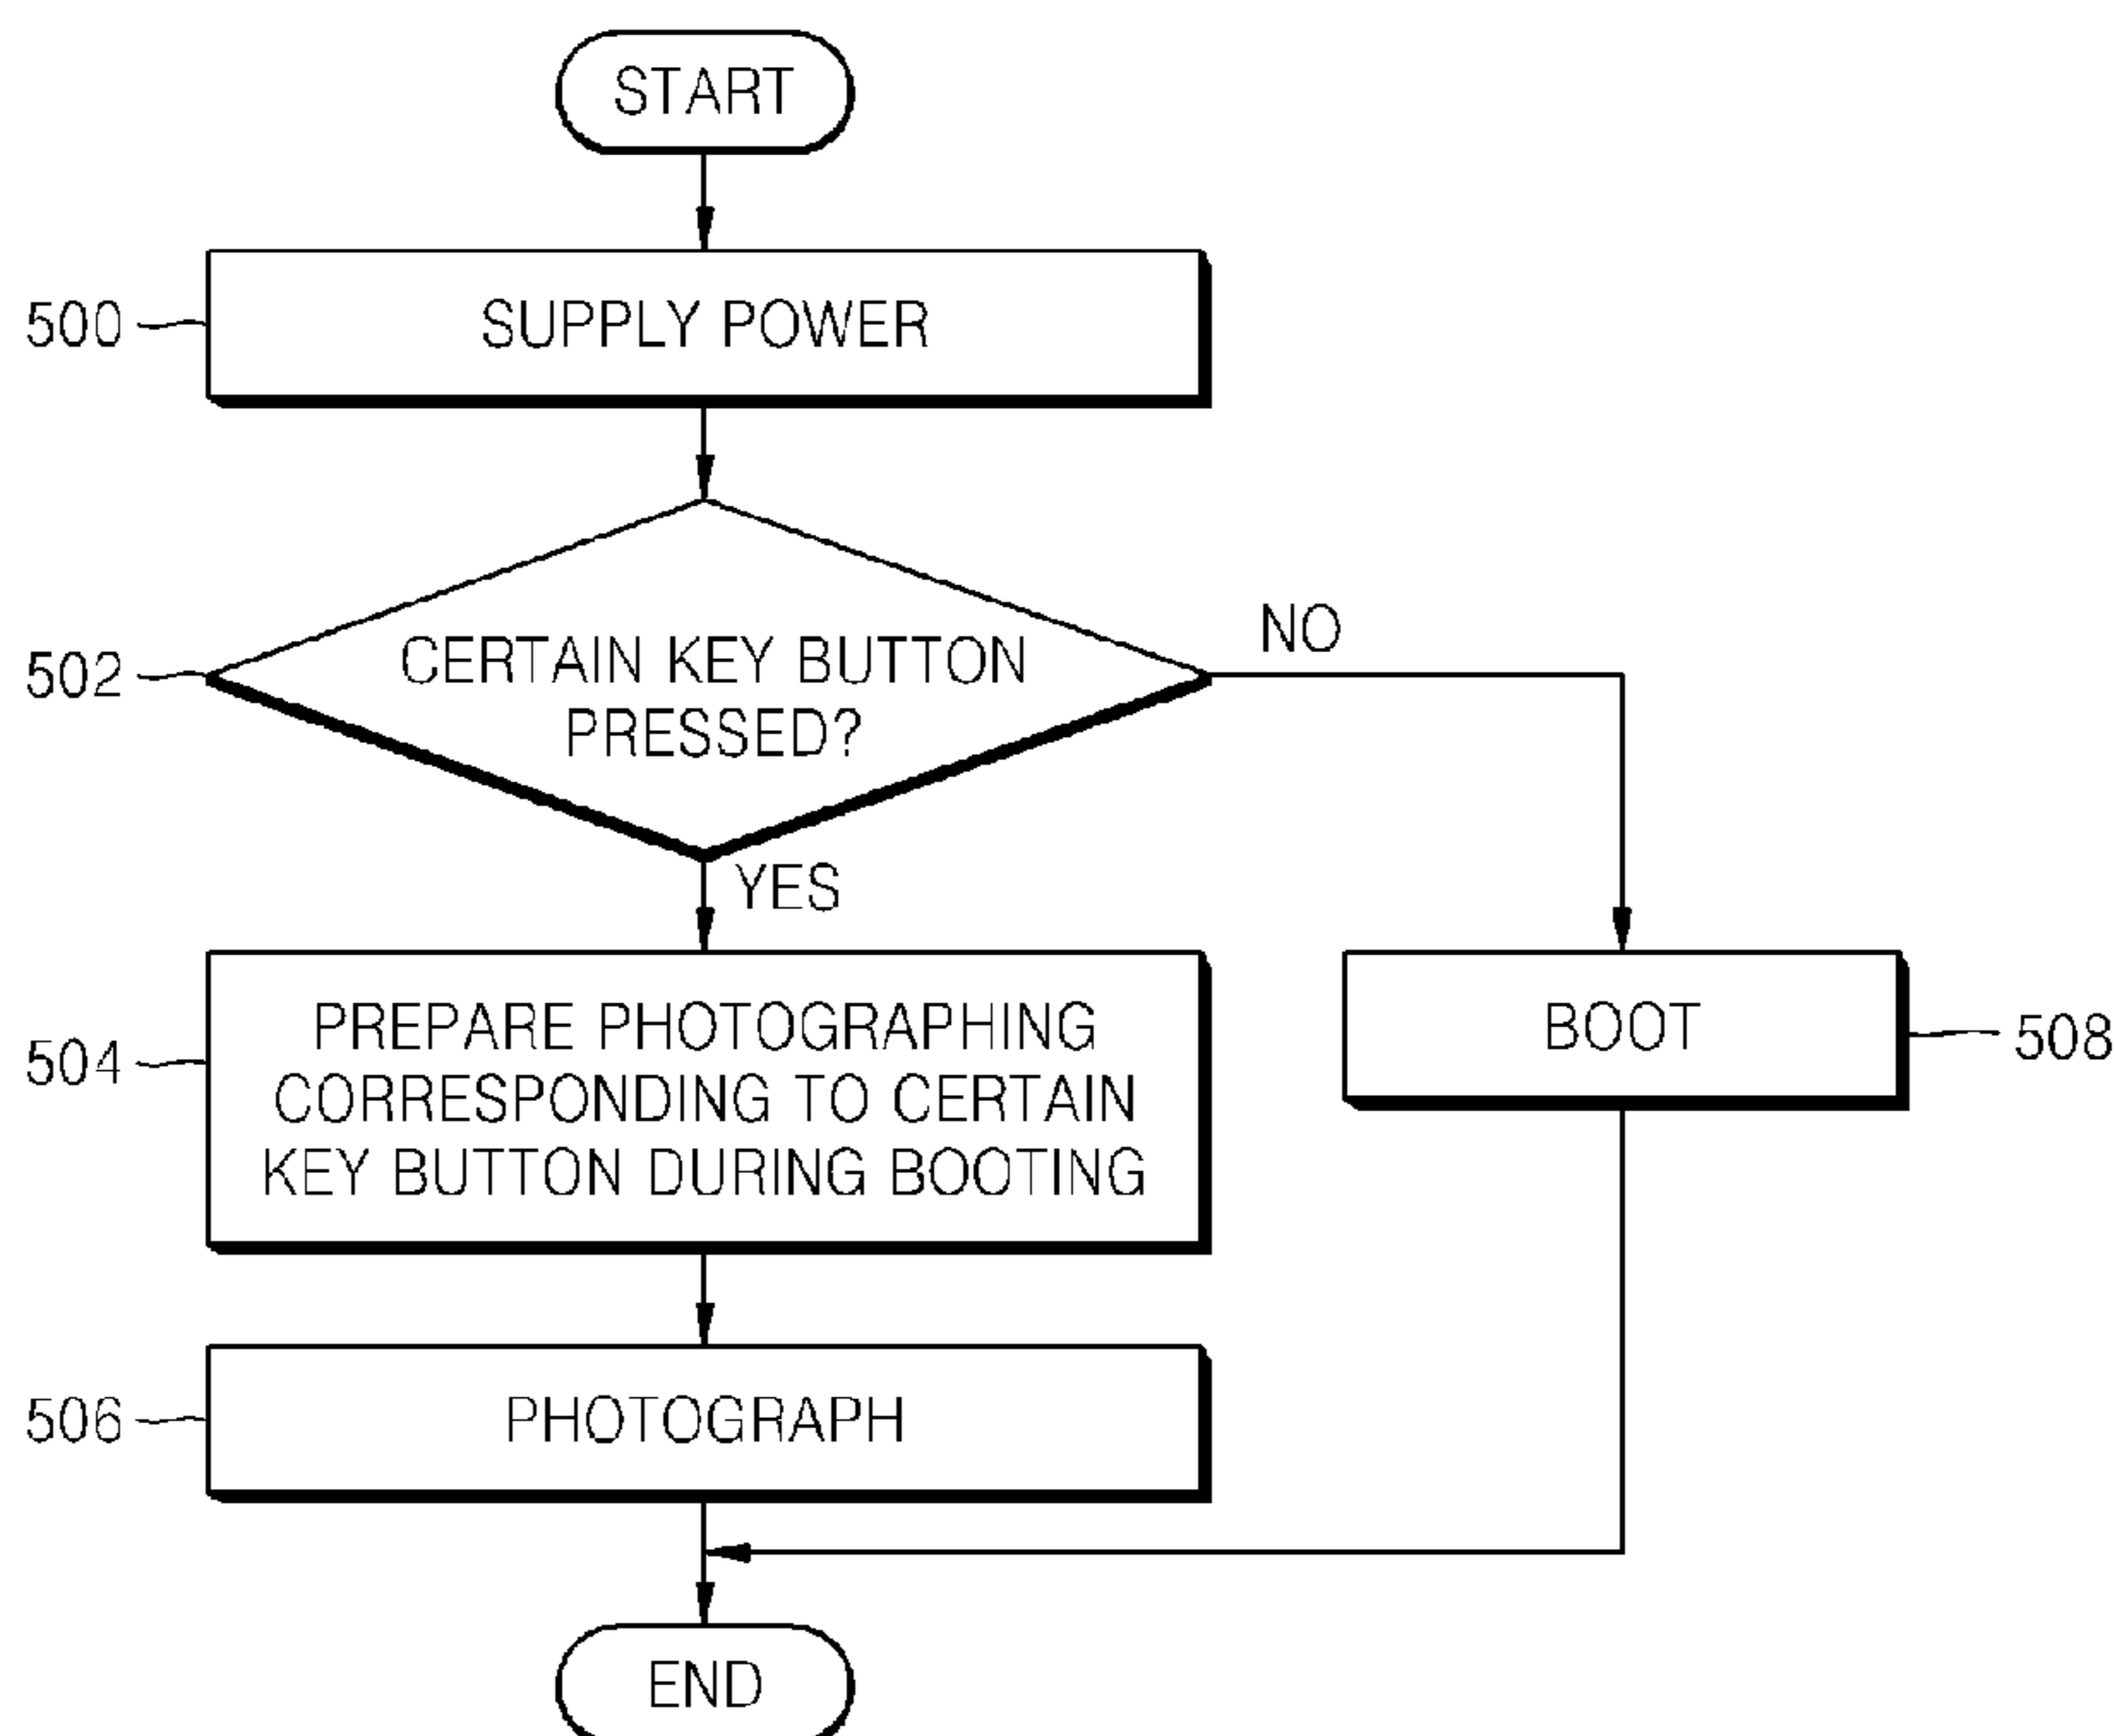 START
500
SUPPLY POWER
502
CERTAIN KEY BUTTON
PRESSED?
NO
YES
504
PREPARE PHOTOGRAPHING
CORRESPONDING TO CERTAIN
KEY BUTTON DURING BOOTING
BOOT
508
506
PHOTOGRAPH
END